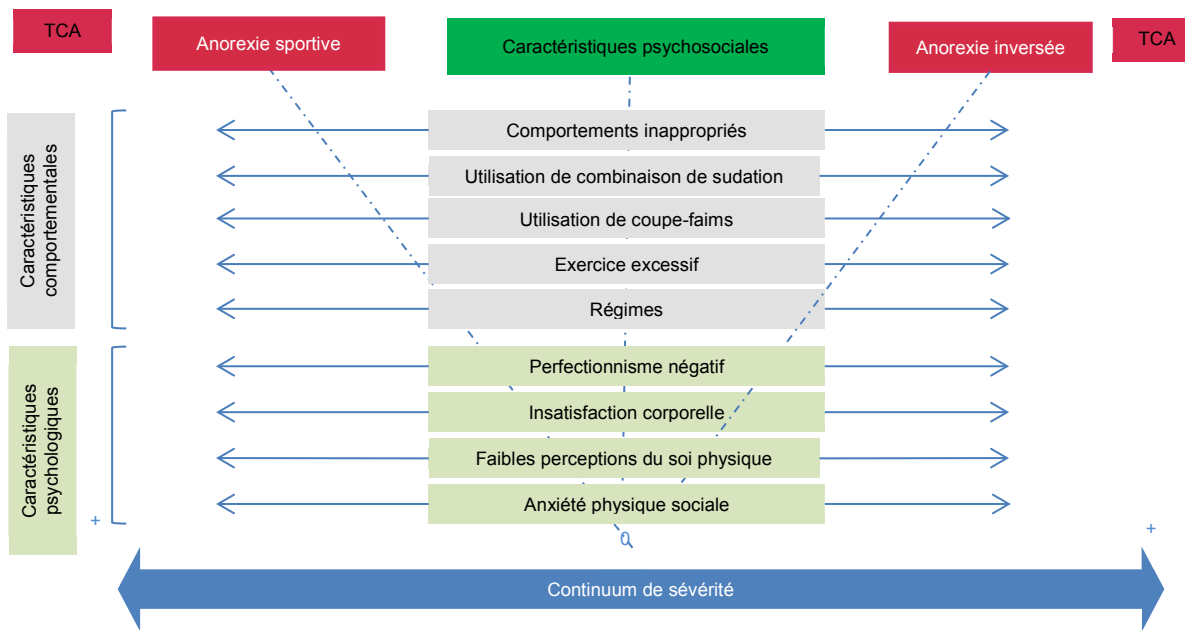 TCA
Anorexie sportive
Caractéristiques psychosociales
Anorexie inversée
TCA
Caractéristiques
comportementales
Comportements inappropriés
Utilisation de combinaison de sudation
Utilisation de coupe-faims
Exercice excessif
Régimes
Caractéristiques
psychologiques
Perfectionnisme négatif
Insatisfaction corporelle
Faibles perceptions du soi physique
Anxiété physique sociale
+
0
+
Continuum de sévérité